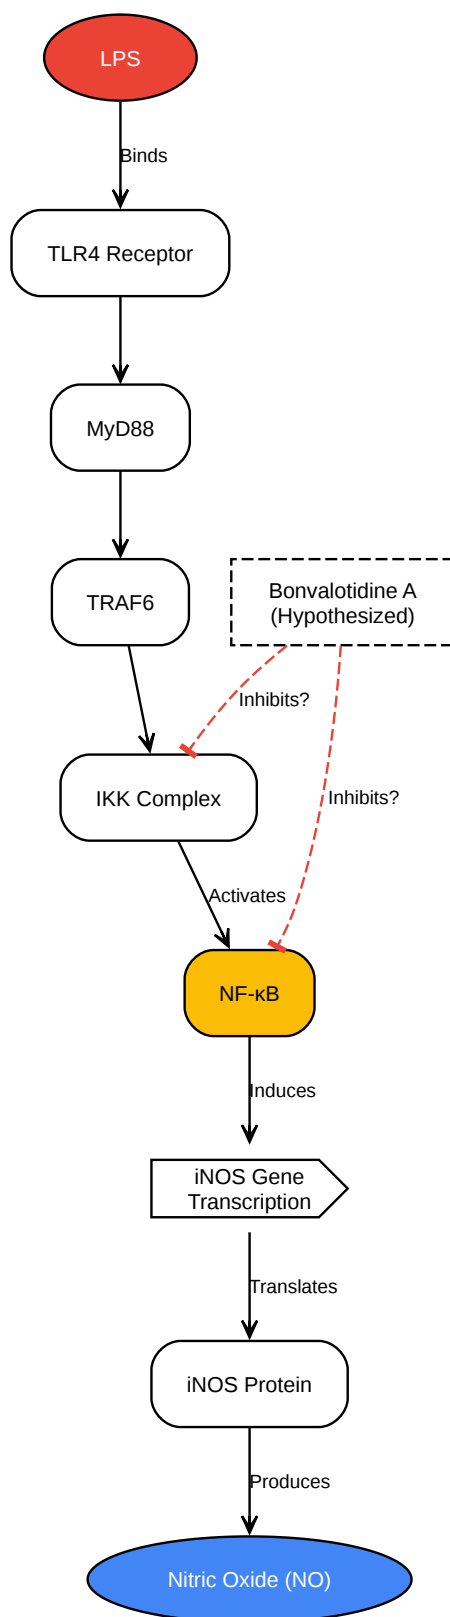 LPS
Binds
TLR4 Receptor
MyD88
TRAF6
Bonvalotidine A
(Hypothesized)
Inhibits?
IKK Complex
Inhibits?
Activates
NF-κB
Induces
iNOS Gene
Transcription
Translates
iNOS Protein
Produces
Nitric Oxide (NO)